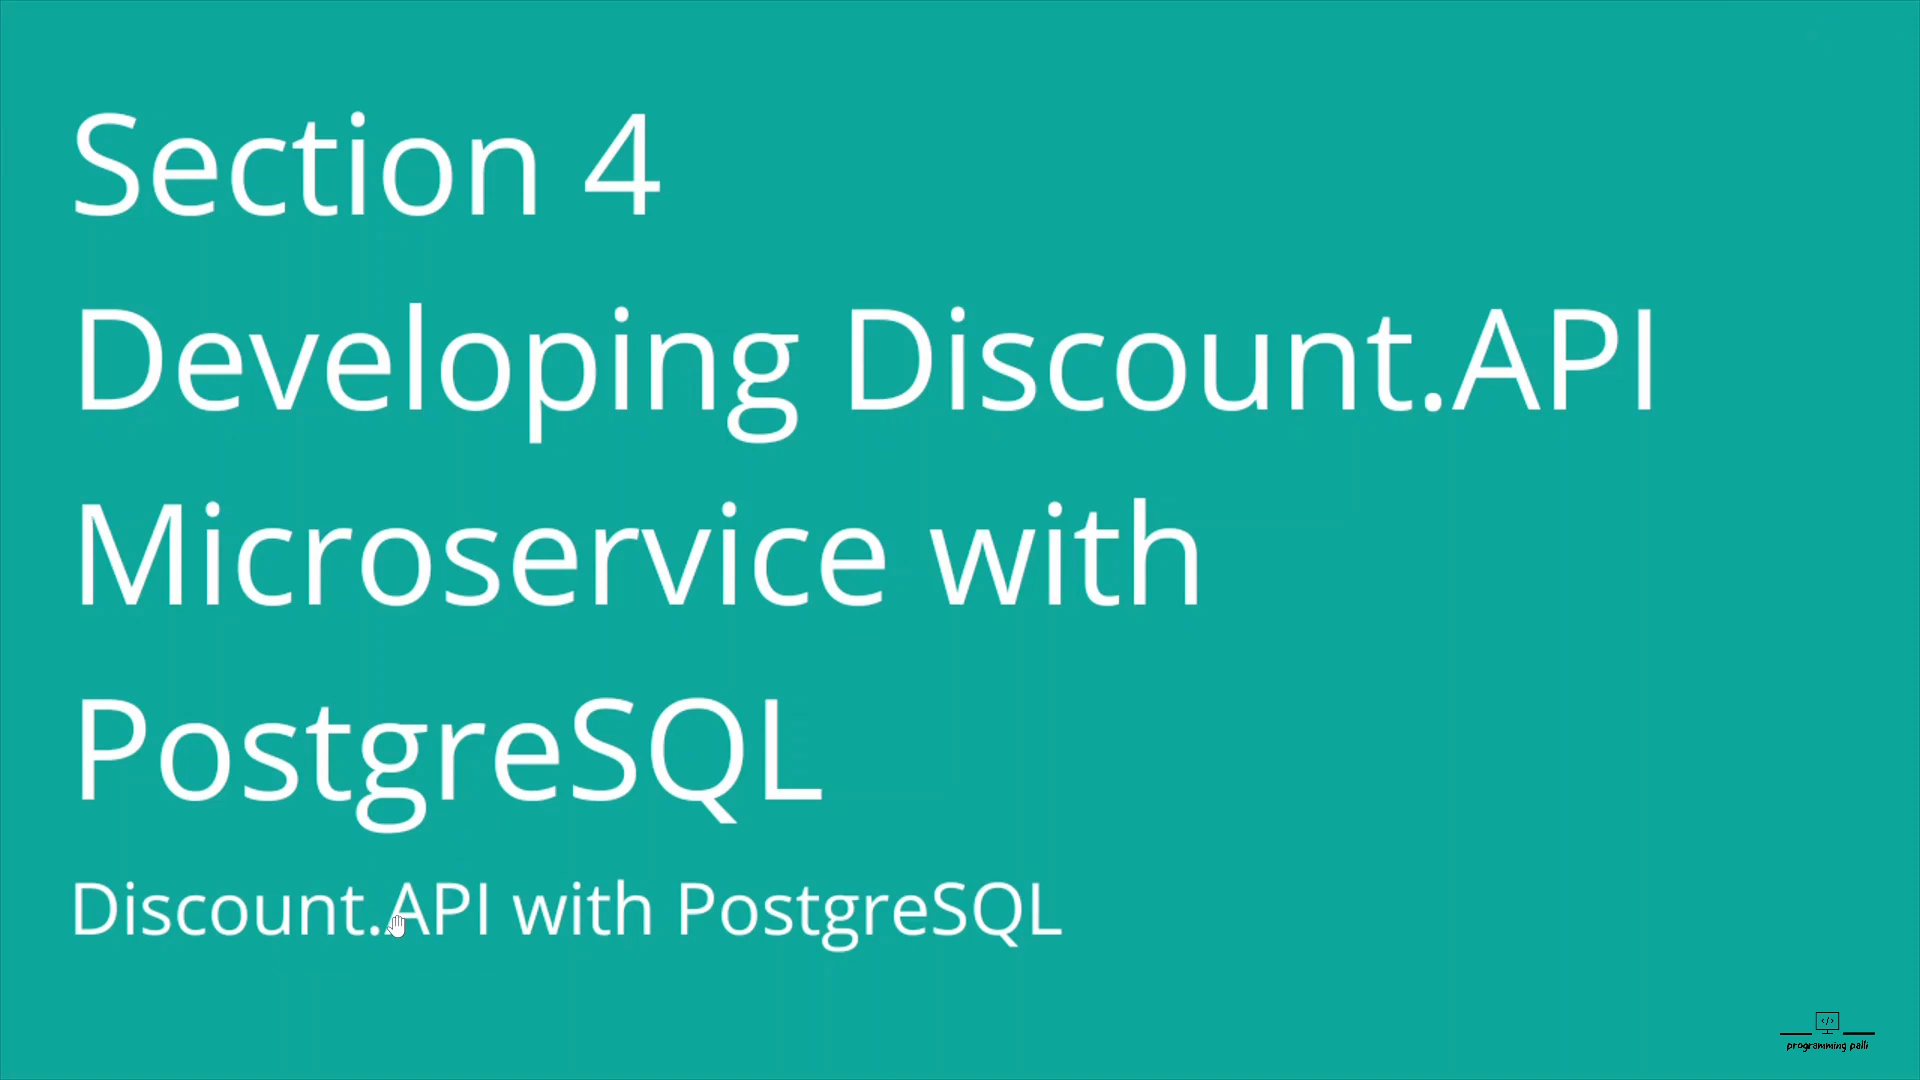 Section 4
Developing Discount.API
Microservice with
PostgreSQL
Discount.API with PostgreSQL
</>
programming palli